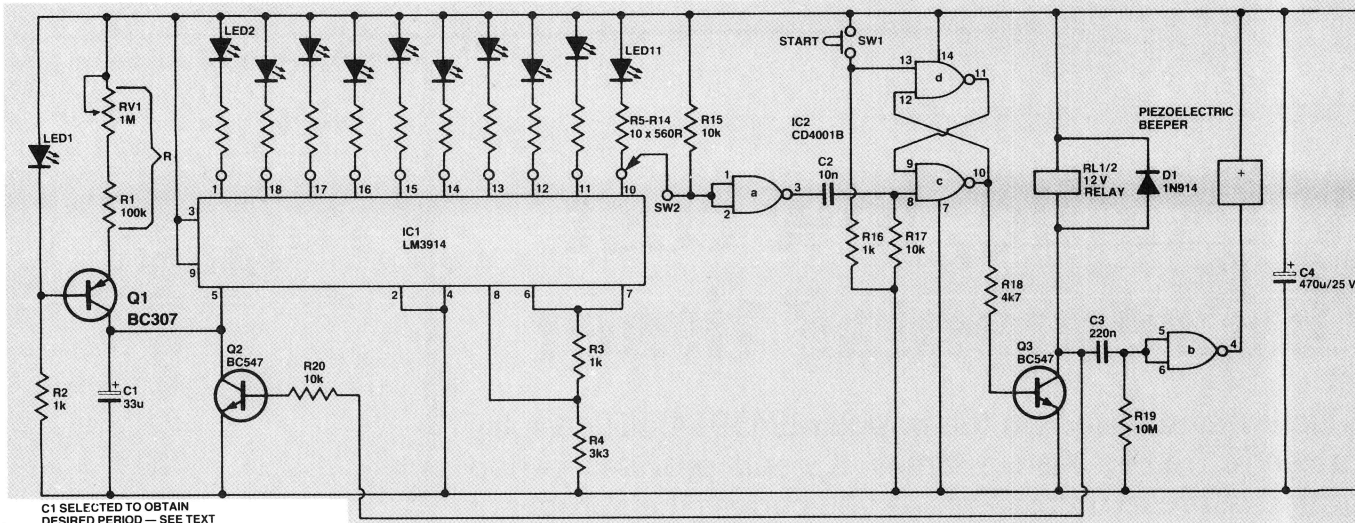 LED1
RV1
1M
R
R1
100k
Q1
BC307
R2
1k
+
C1
33u
C1 SELECTED TO OBTAIN
DESIRED PERIOD — SEE TEXT
LED2
LED11
R5-R14
10 x 560R
1
18
17
16
15
14
13
12
11
10
3
9
IC1
LM3914
5
2
4
8
6
7
Q2
BC547
R20
10k
R3
1k
R4
3k3
SW2
R15
10k
1
2
a
3
C2
10n
START
SW1
IC2
CD4001B
13
12
d
14
11
9
8
c
10
7
R16
1k
R17
10k
R18
4k7
Q3
BC547
RL1/2
12 V
RELAY
D1
1N914
PIEZOELECTRIC
BEEPER
+
C3
220n
5
6
b
4
R19
10M
+
C4
470u/25 V